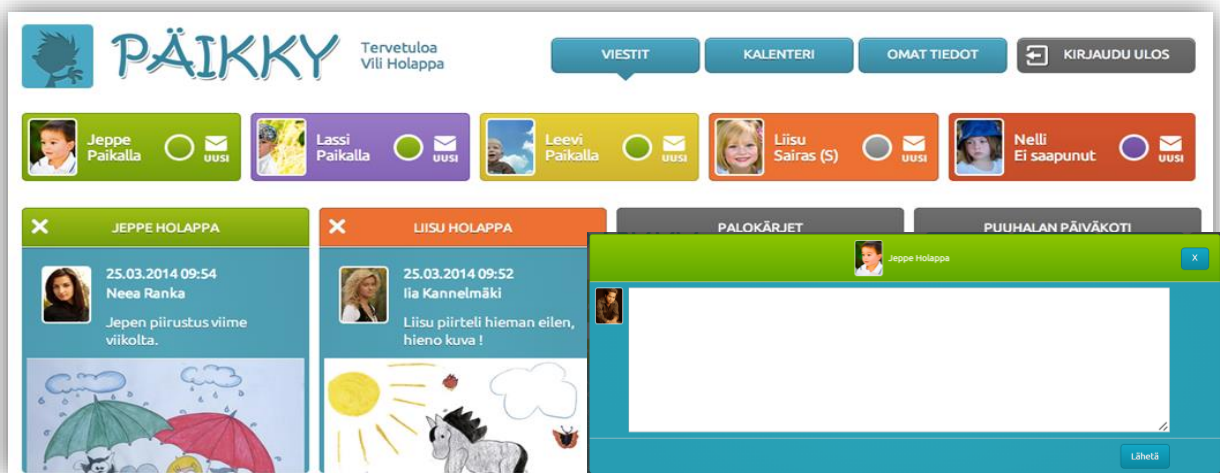 PÄIKKY
Tervetuloa
Vili Holappa
VIESTIT
KALENTERI
OMAT TIEDOT
KIRJAUDU ULOS
Jeppe
Paikalla
UUSI
Lassi
Paikalla
UUSI
Leevi
Paikalla
UUSI
Liisu
Sairas (S)
UUSI
Nelli
Ei saapunut
UUSI
JEPPE HOLAPPA
LIISU HOLAPPA
PALOKÄRJET
PUUHALAN PÄIVÄKOTI
25.03.2014 09:54
Neea Ranka
Jepen piirustus viime
viikolta.
25.03.2014 09:52
Iia Kannelmäki
Liisu piirteli hieman eilen,
hieno kuva !
Jeppe Holappa
X
Lähetä